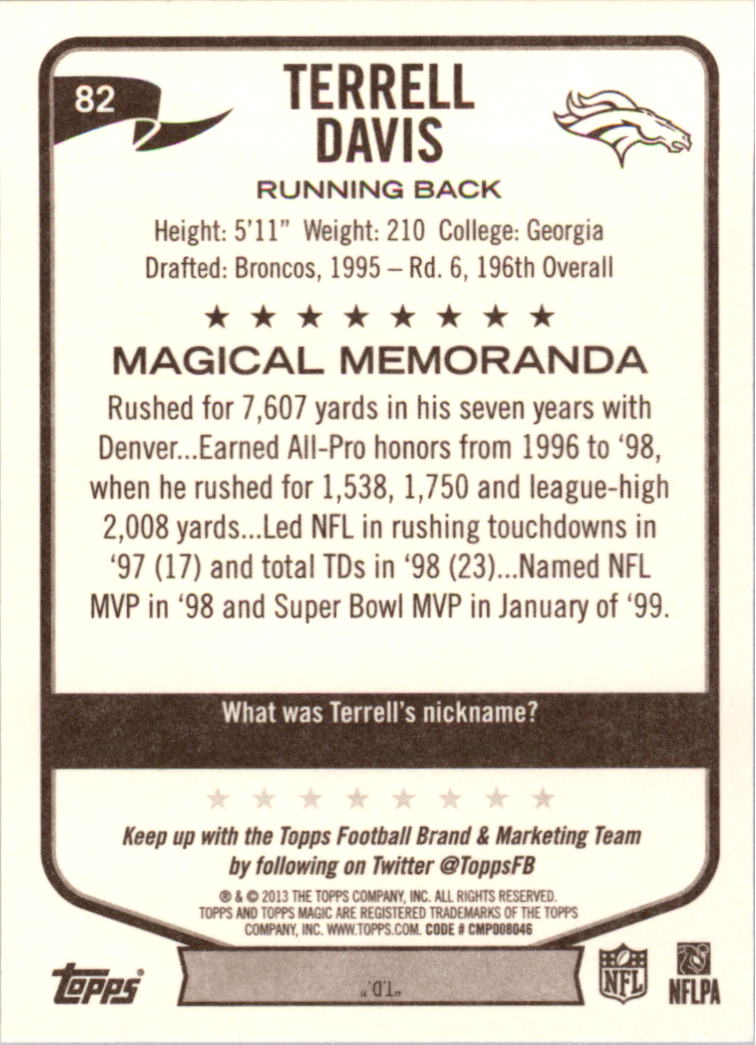 82
TERRELL
DAVIS
RUNNING BACK
Height: 5'11" Weight: 210 College: Georgia
Drafted: Broncos, 1995 – Rd. 6, 196th Overall
★ ★ ★ ★ ★ ★ ★ ★
MAGICAL MEMORANDA
Rushed for 7,607 yards in his seven years with
Denver...Earned All-Pro honors from 1996 to ‘98,
when he rushed for 1,538, 1,750 and league-high
2,008 yards...Led NFL in rushing touchdowns in
‘97 (17) and total TDs in ‘98 (23)...Named NFL
MVP in ‘98 and Super Bowl MVP in January of ‘99.
What was Terrell's nickname?
★ ★ ★ ★ ★ ★ ★ ★
Keep up with the Topps Football Brand & Marketing Team
by following on Twitter @ToppsFB
® & © 2013 THE TOPPS COMPANY, INC. ALL RIGHTS RESERVED.
TOPPS AND TOPPS MAGIC ARE REGISTERED TRADEMARKS OF THE TOPPS
COMPANY, INC. WWW.TOPPS.COM. CODE # CMP008046
Topps®
"T.D."
NFL
NFLPA